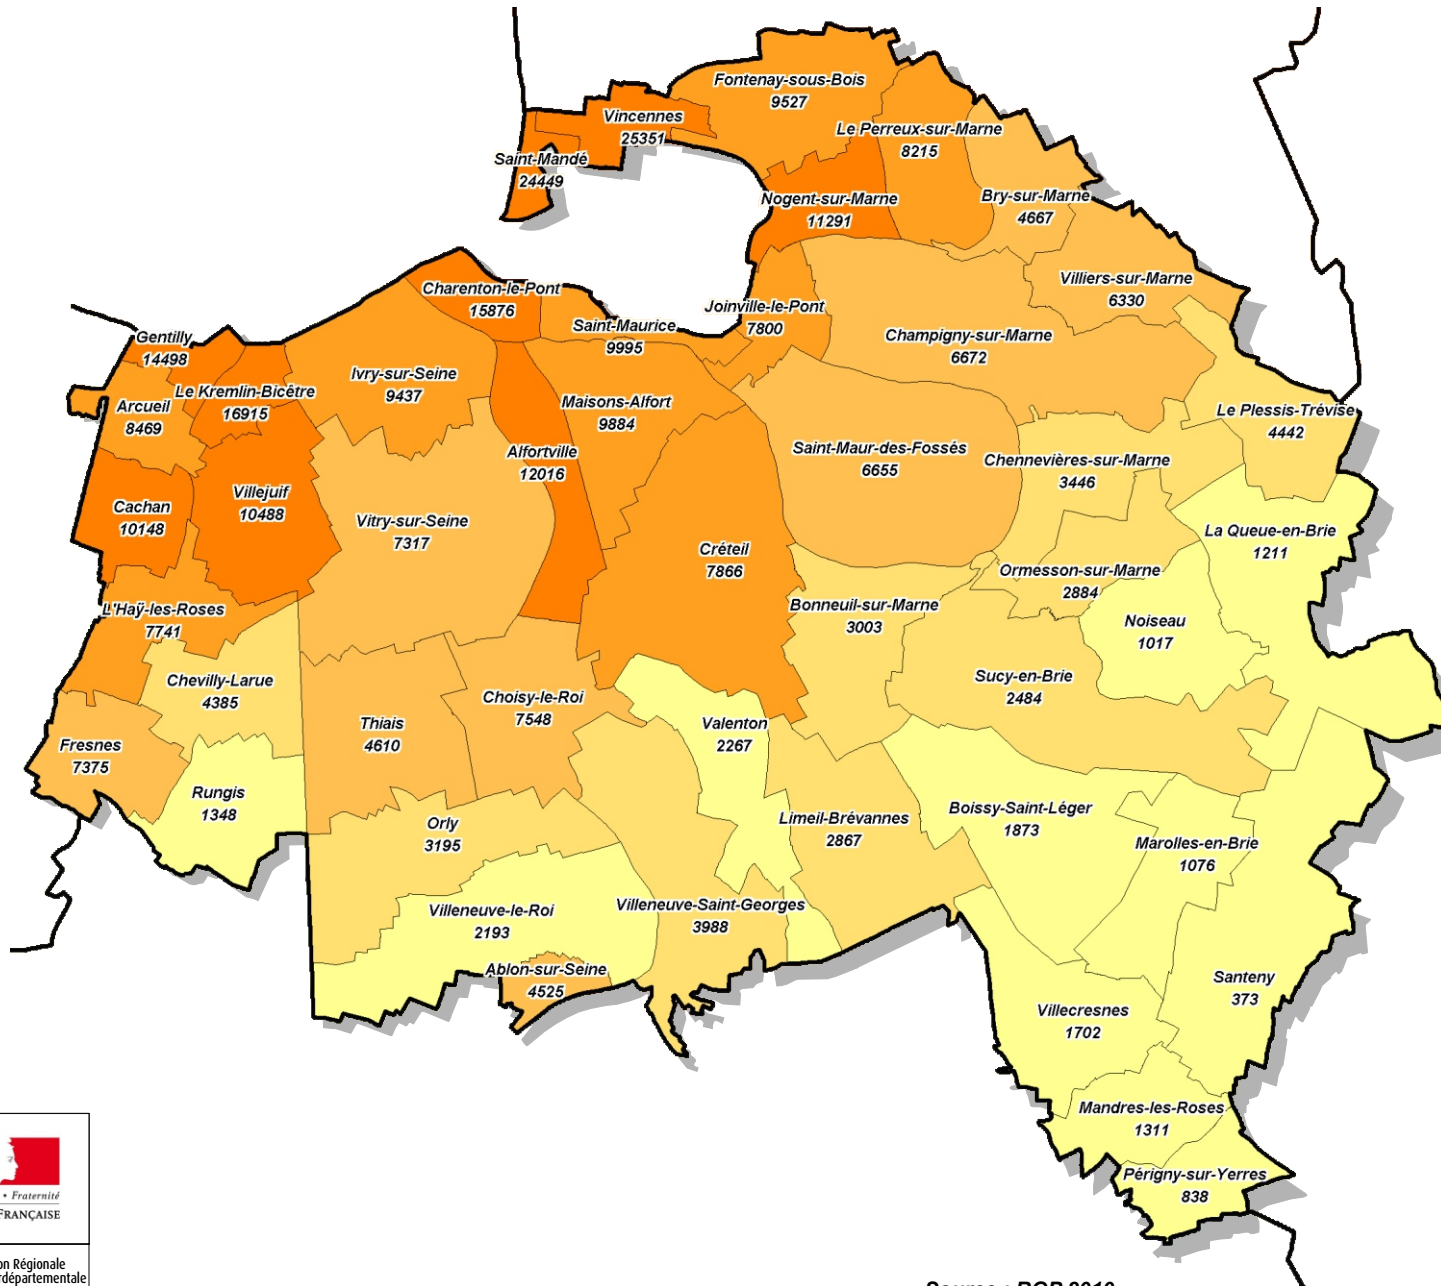 Fontenay-sous-Bois
9527
Vincennes
25351
Le Perreux-sur-Marne
8215
Saint-Mandé
24449
Nogent-sur-Marne
11291
Bry-sur-Marne
4667
Villiers-sur-Marne
6330
Charenton-le-Pont
15876
Joinville-le-Pont
7800
Saint-Maurice
9995
Champigny-sur-Marne
6672
Gentilly
14498
Ivry-sur-Seine
9437
Le Kremlin-Bicêtre
16915
Arcueil
8469
Maisons-Alfort
9884
Le Plessis-Trévise
4442
Alfortville
12016
Saint-Maur-des-Fossés
6655
Chennevières-sur-Marne
3446
Cachan
10148
Villejuif
10488
Vitry-sur-Seine
7317
La Queue-en-Brie
1211
Créteil
7866
Ormesson-sur-Marne
2884
L'Haÿ-les-Roses
7741
Bonneuil-sur-Marne
3003
Noiseau
1017
Chevilly-Larue
4385
Sucy-en-Brie
2484
Choisy-le-Roi
7548
Thiais
4610
Valenton
2267
Fresnes
7375
Rungis
1348
Boissy-Saint-Léger
1873
Limeil-Brévannes
2867
Orly
3195
Marolles-en-Brie
1076
Villeneuve-le-Roi
2193
Villeneuve-Saint-Georges
3988
Ablon-sur-Seine
4525
Santeny
373
Villecresnes
1702
Mandres-les-Roses
1311
Périgny-sur-Yerres
838
• Fraternité
FRANÇAISE
on Régionale
rdépartementale
Source : RGP 2010